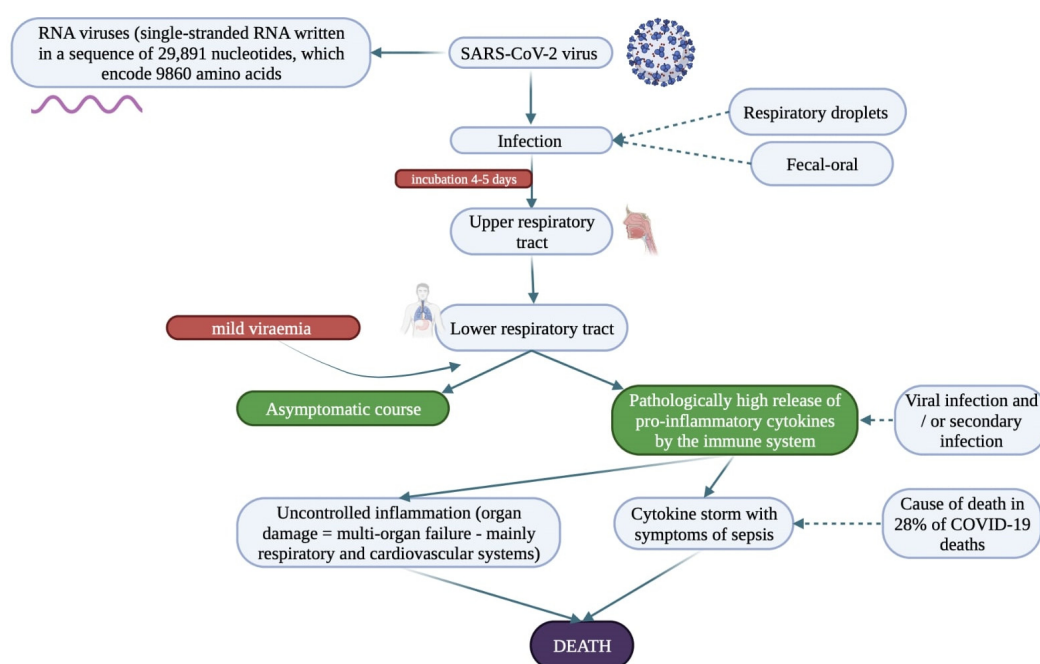 RNA viruses (single-stranded RNA written
in a sequence of 29,891 nucleotides, which
encode 9860 amino acids
SARS-CoV-2 virus
Infection
Respiratory droplets
Fecal-oral
incubation 4-5 days
Upper respiratory
tract
Lower respiratory tract
mild viraemia
Asymptomatic course
Pathologically high release of
pro-inflammatory cytokines
by the immune system
Viral infection and
/ or secondary
infection
Uncontrolled inflammation (organ
damage = multi-organ failure - mainly
respiratory and cardiovascular systems)
Cytokine storm with
symptoms of sepsis
Cause of death in
28% of COVID-19
deaths
DEATH